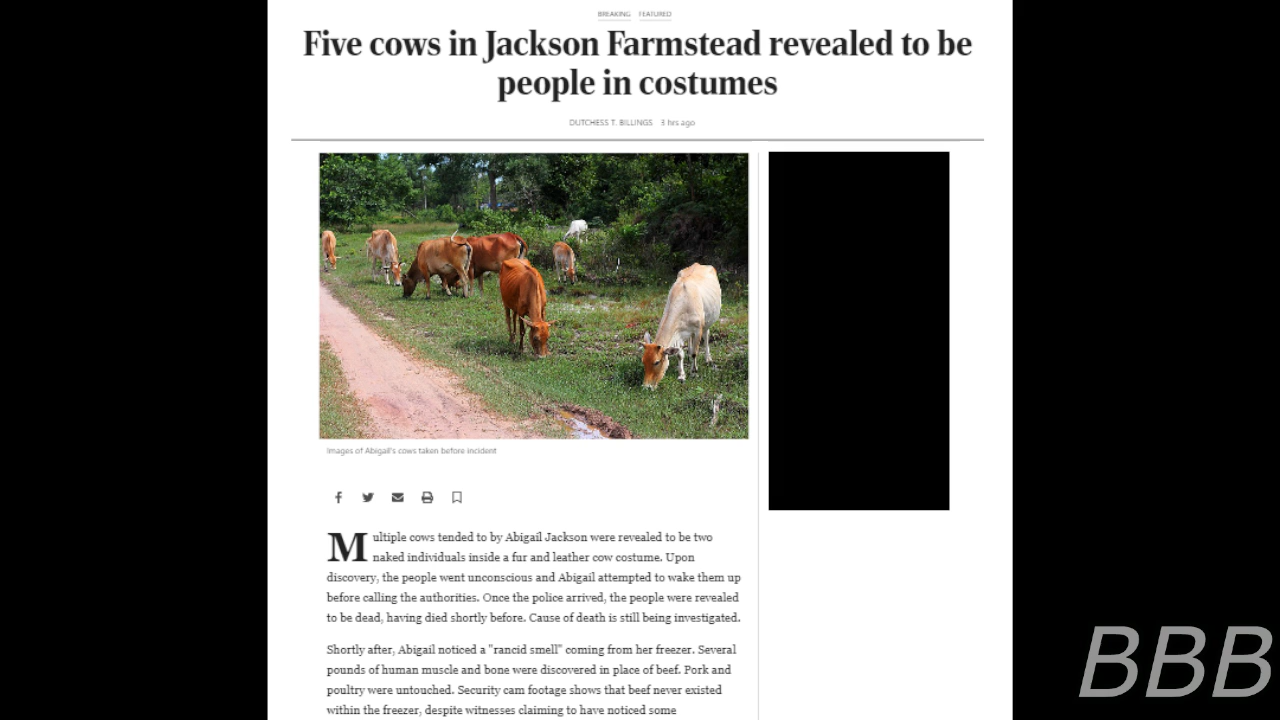 BREAKING FEATURED
Five cows in Jackson Farmstead revealed to be
people in costumes
DUTCHESS T. BILLINGS 3 hrs ago
Images of Abigail's cows taken before incident
Multiple cows tended to by Abigail Jackson were revealed to be two
naked individuals inside a fur and leather cow costume. Upon
discovery, the people went unconscious and Abigail attempted to wake them up
before calling the authorities. Once the police arrived, the people were revealed
to be dead, having died shortly before. Cause of death is still being investigated.
Shortly after, Abigail noticed a "rancid smell" coming from her freezer. Several
pounds of human muscle and bone were discovered in place of beef. Pork and
poultry were untouched. Security cam footage shows that beef never existed
within the freezer, despite witnesses claiming to have noticed some
BBB